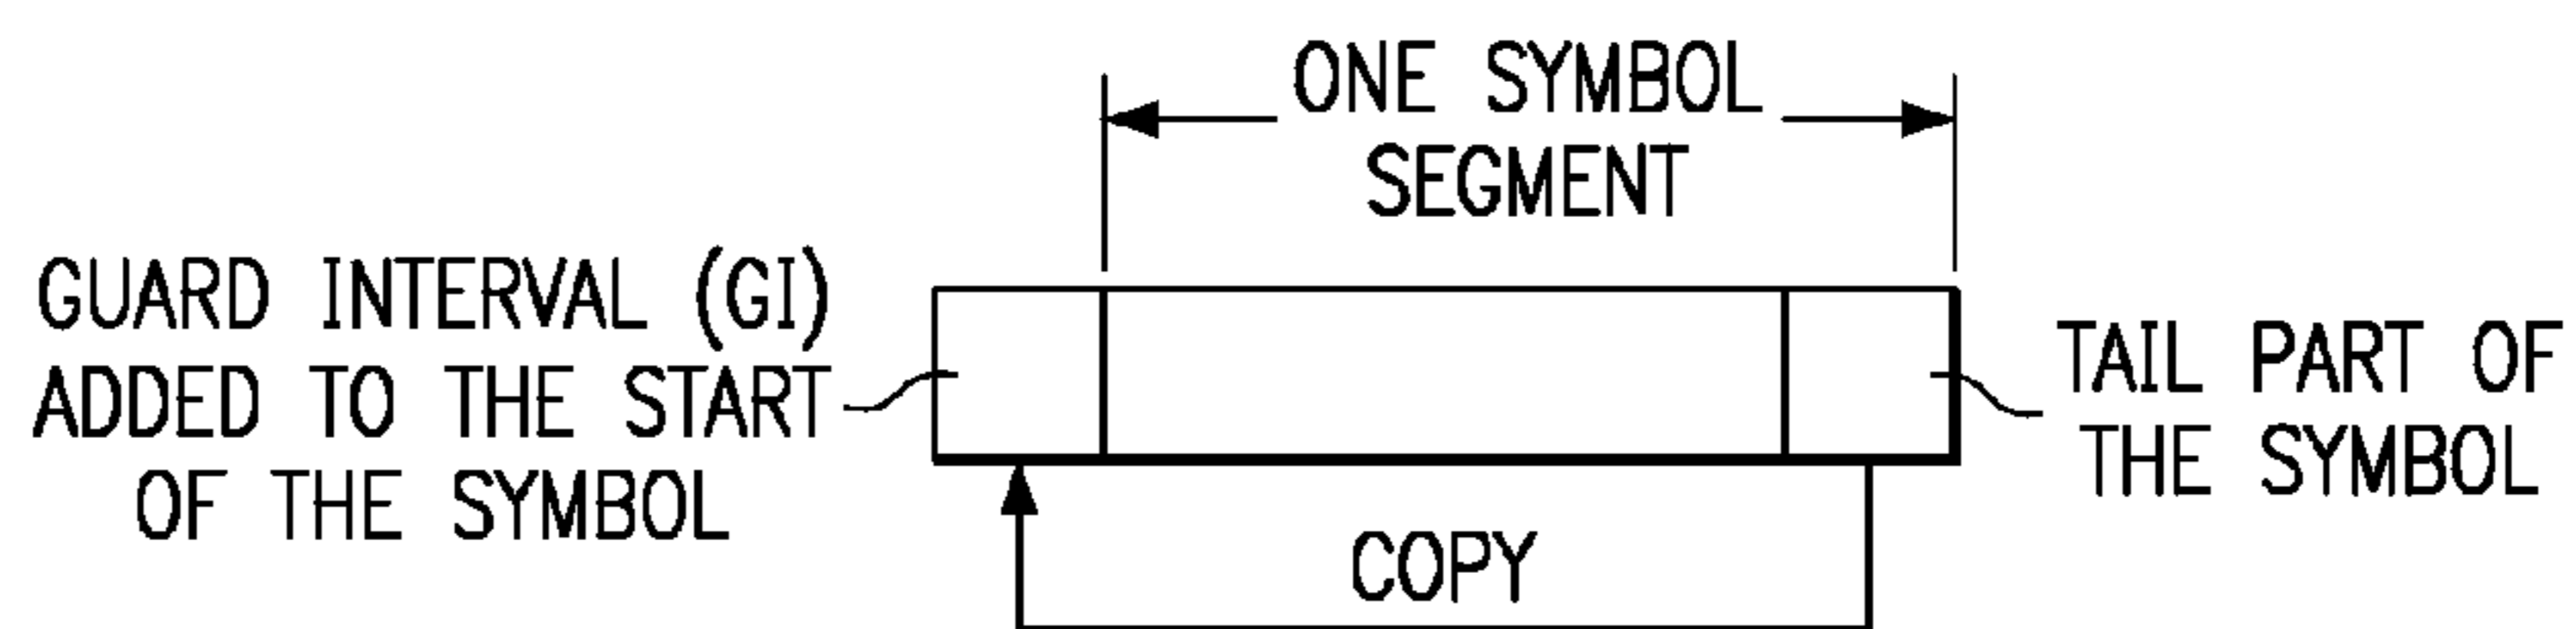 ONE SYMBOL
SEGMENT
GUARD INTERVAL (GI)
ADDED TO THE START
OF THE SYMBOL
TAIL PART OF
THE SYMBOL
COPY